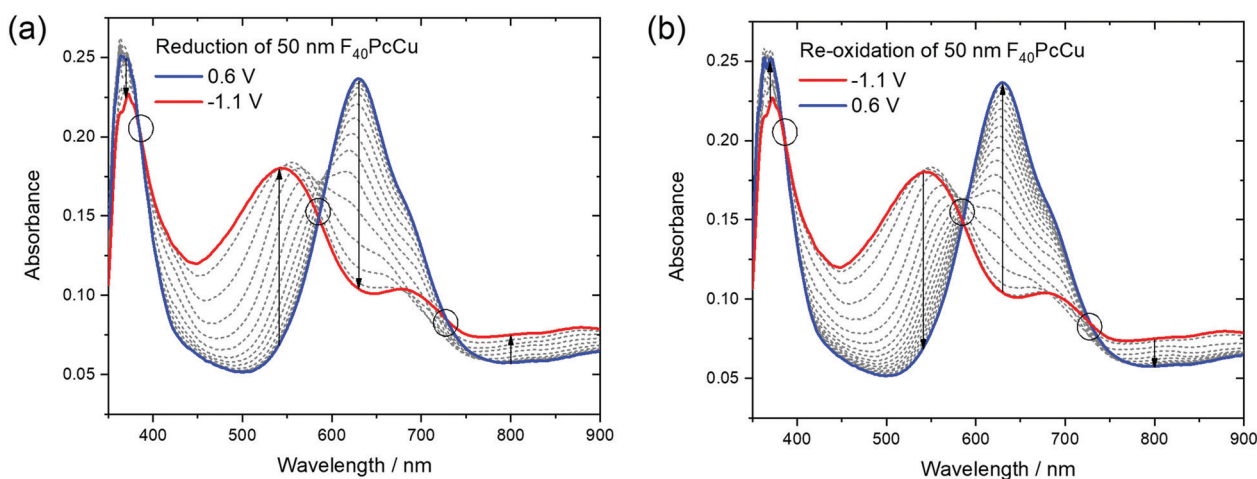 (a)
Reduction of 50 nm F₄₀PcCu
0.6 V
-1.1 V
0.25
0.20
0.15
0.10
0.05
Absorbance
400 500 600 700 800 900
Wavelength / nm
(b)
Re-oxidation of 50 nm F₄₀PcCu
-1.1 V
0.6 V
0.25
0.20
0.15
0.10
0.05
Absorbance
400 500 600 700 800 900
Wavelength / nm